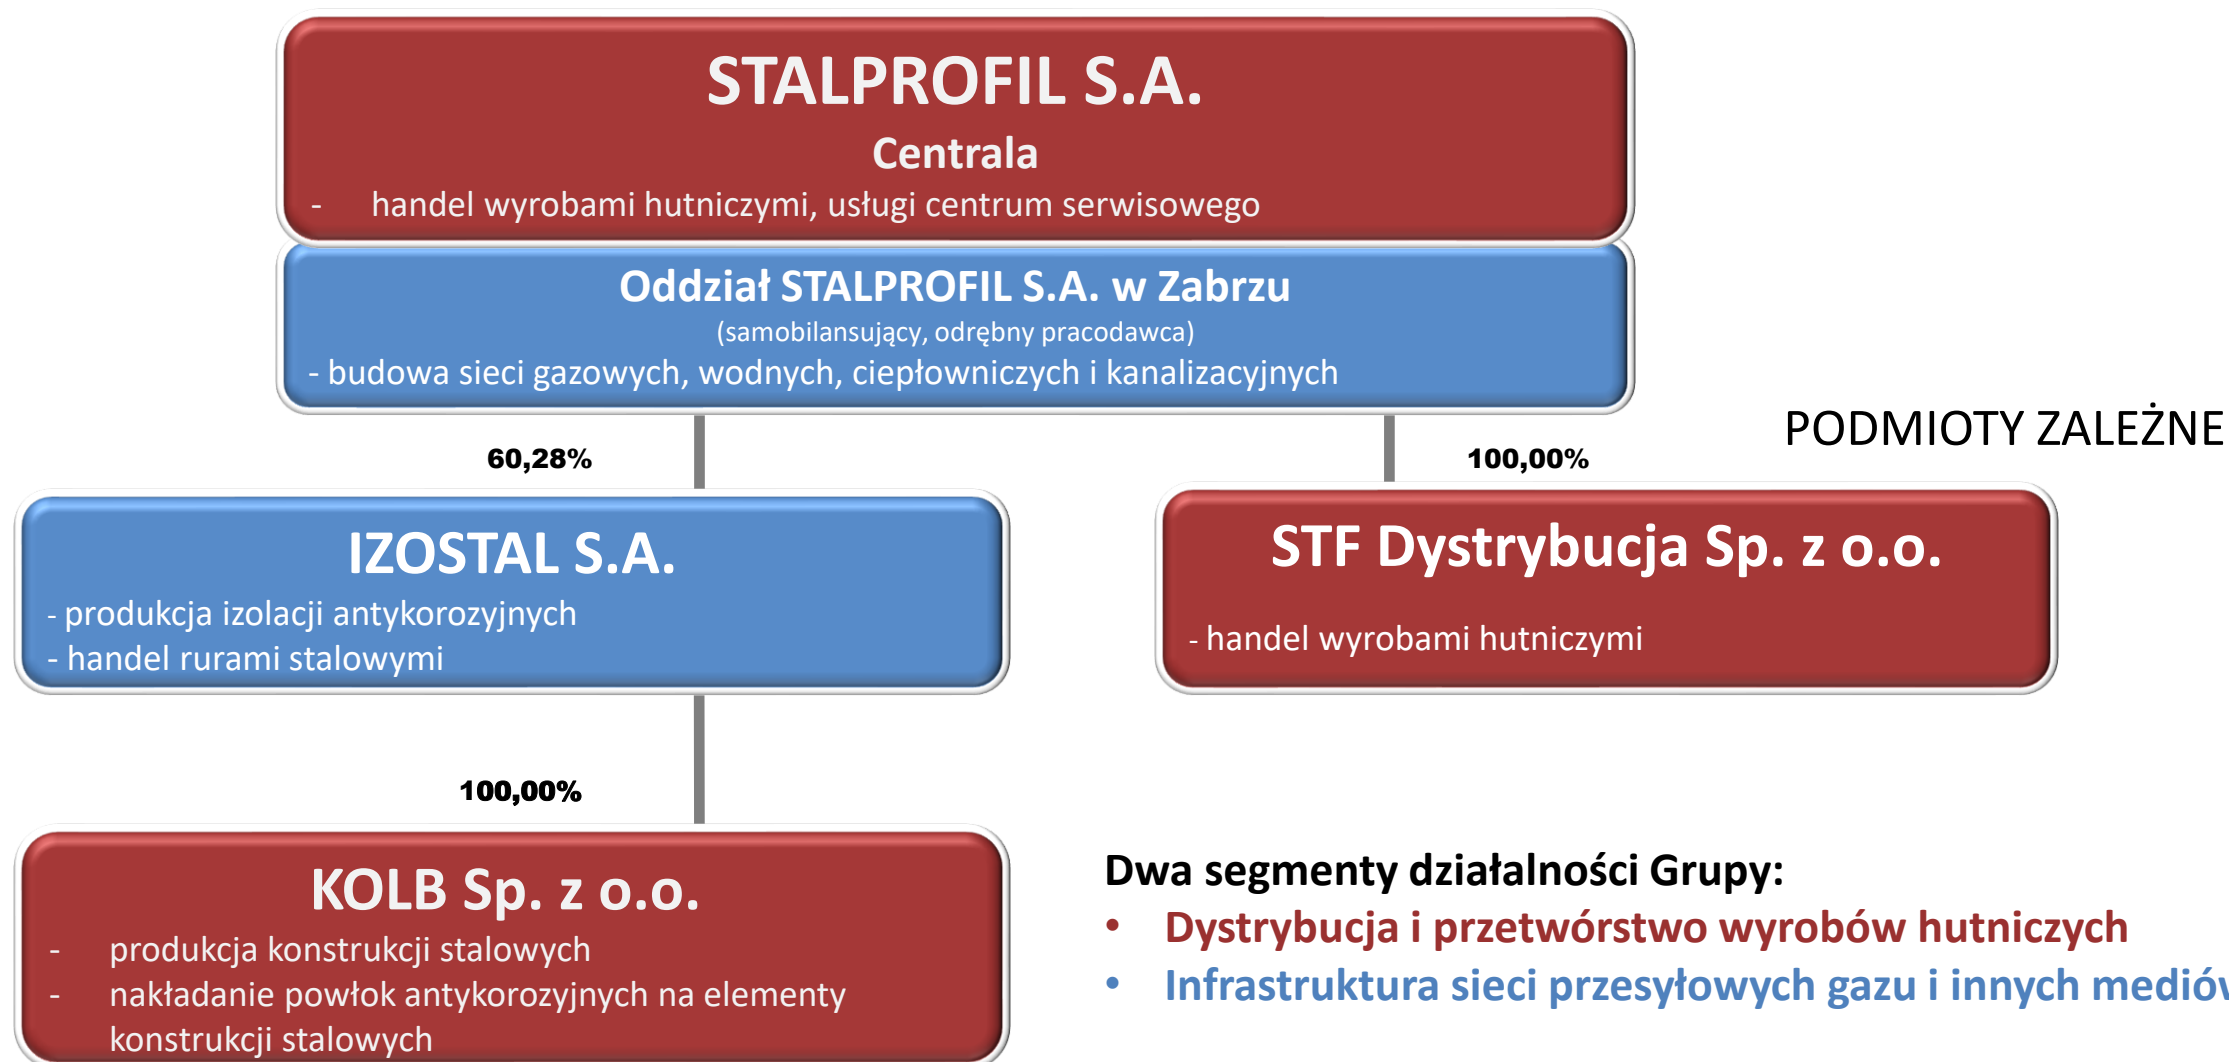 STALPROFIL S.A.
Centrala
- handel wyrobami hutniczymi, usługi centrum serwisowego
Oddział STALPROFIL S.A. w Zabrzu
(samobilansujący, odrębny pracodawca)
- budowa sieci gazowych, wodnych, ciepłowniczych i kanalizacyjnych
PODMIOTY ZALEŻNE
60,28%
100,00%
IZOSTAL S.A.
- produkcja izolacji antykorozyjnych
- handel rurami stalowymi
STF Dystrybucja Sp. z o.o.
- handel wyrobami hutniczymi
100,00%
KOLB Sp. z o.o.
- produkcja konstrukcji stalowych
- nakładanie powłok antykorozyjnych na elementy
konstrukcji stalowych
Dwa segmenty działalności Grupy:
• Dystrybucja i przetwórstwo wyrobów hutniczych
• Infrastruktura sieci przesyłowych gazu i innych mediów